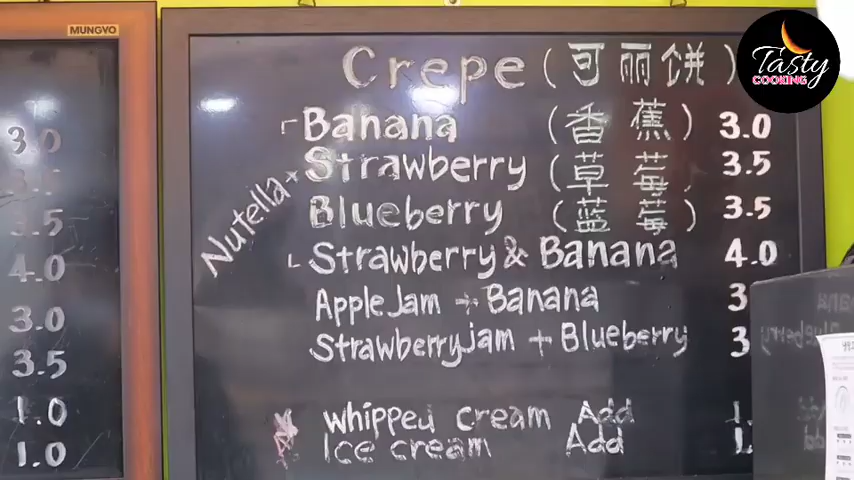 MUNGYO
Tasty
COOKING
Crepe (可丽饼)
Banana (香蕉) 3.0
Nutella + Strawberry (草莓) 3.5
Blueberry (蓝莓) 3.5
Strawberry & Banana 4.0
Apple Jam + Banana 3
Strawberry jam + Blueberry 3
whipped cream Add 1.
Ice cream Add 1.
3.0
3.5
4.0
3.0
3.5
1.0
1.0